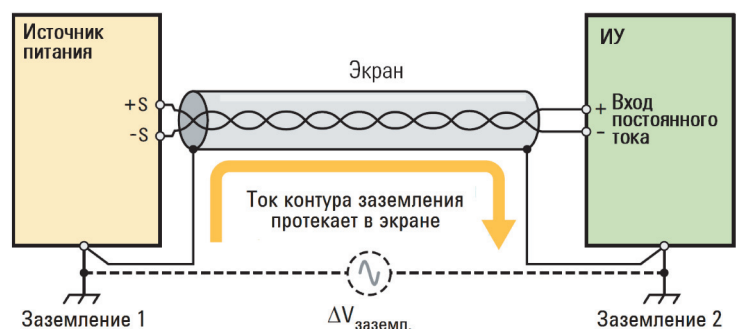 Источник
питания
ИУ
Экран
+S
-S
+ Вход
постоянного
- тока
Ток контура заземления
протекает в экране
Заземление 1
ΔVзаземл.
Заземление 2